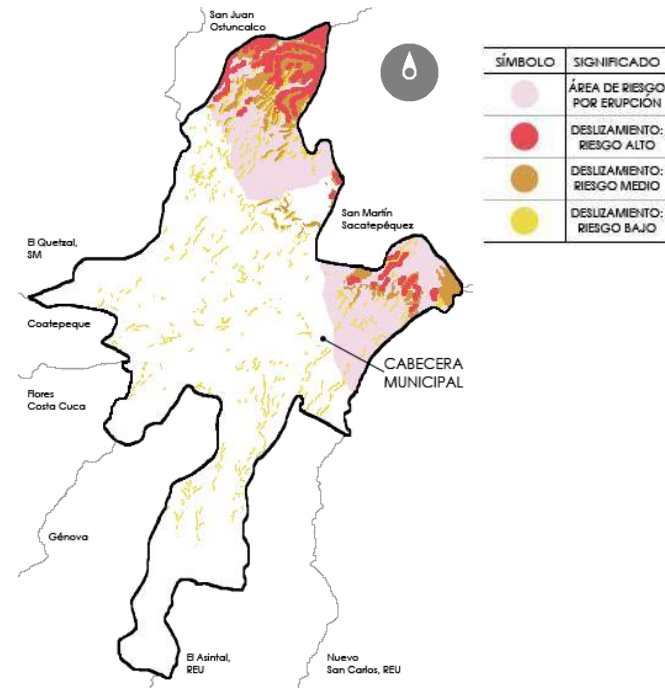 San Juan
Ostuncalco
SÍMBOLO
SIGNIFICADO
ÁREA DE RIESGO
POR ERUPCIÓN
DESLIZAMIENTO:
RIESGO ALTO
DESLIZAMIENTO:
RIESGO MEDIO
DESLIZAMIENTO:
RIESGO BAJO
San Martín
Sacatepéquez
El Quetzal,
SM
Coatepeque
CABECERA
MUNICIPAL
Flores
Costa Cuca
Génova
El Asintal,
REU
Nuevo
San Carlos, REU